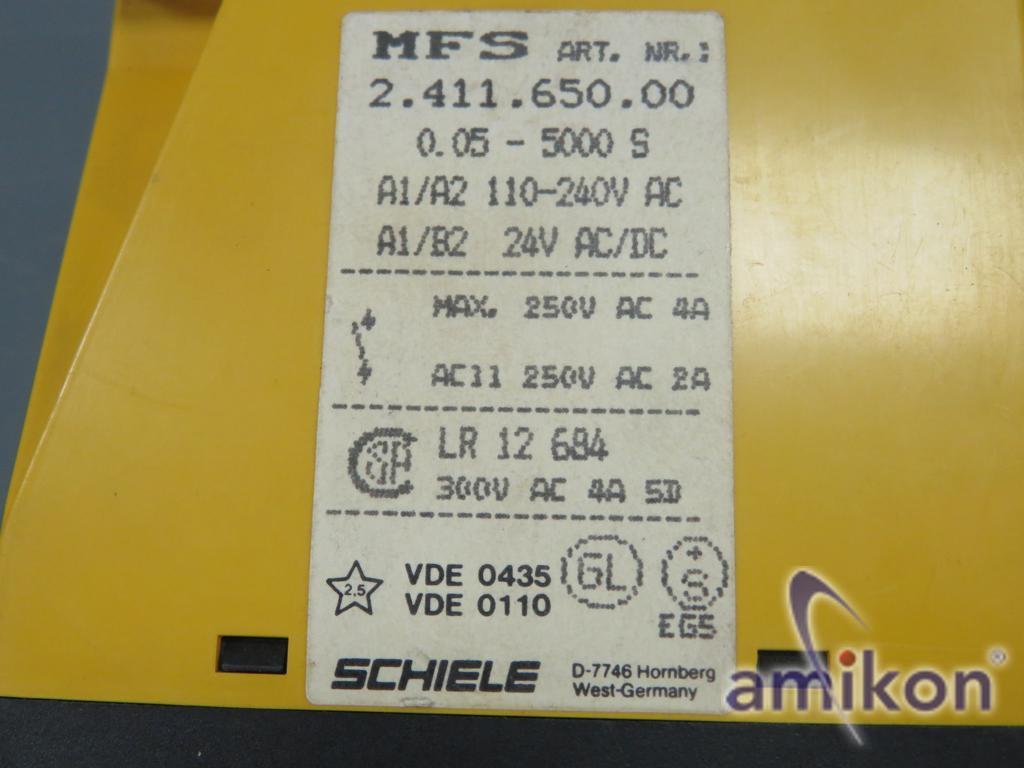 MFS ART. NR.:
2.411.650.00
0.05 - 5000 S
A1/A2 110-240V AC
A1/B2 24V AC/DC
MAX. 250V AC 4A
AC11 250V AC 2A
SA LR 12 684
300V AC 4A 5D
2,5 VDE 0435
VDE 0110
GL
+S
EG5
SCHIELE
D-7746 Hornberg
West-Germany
amikon®